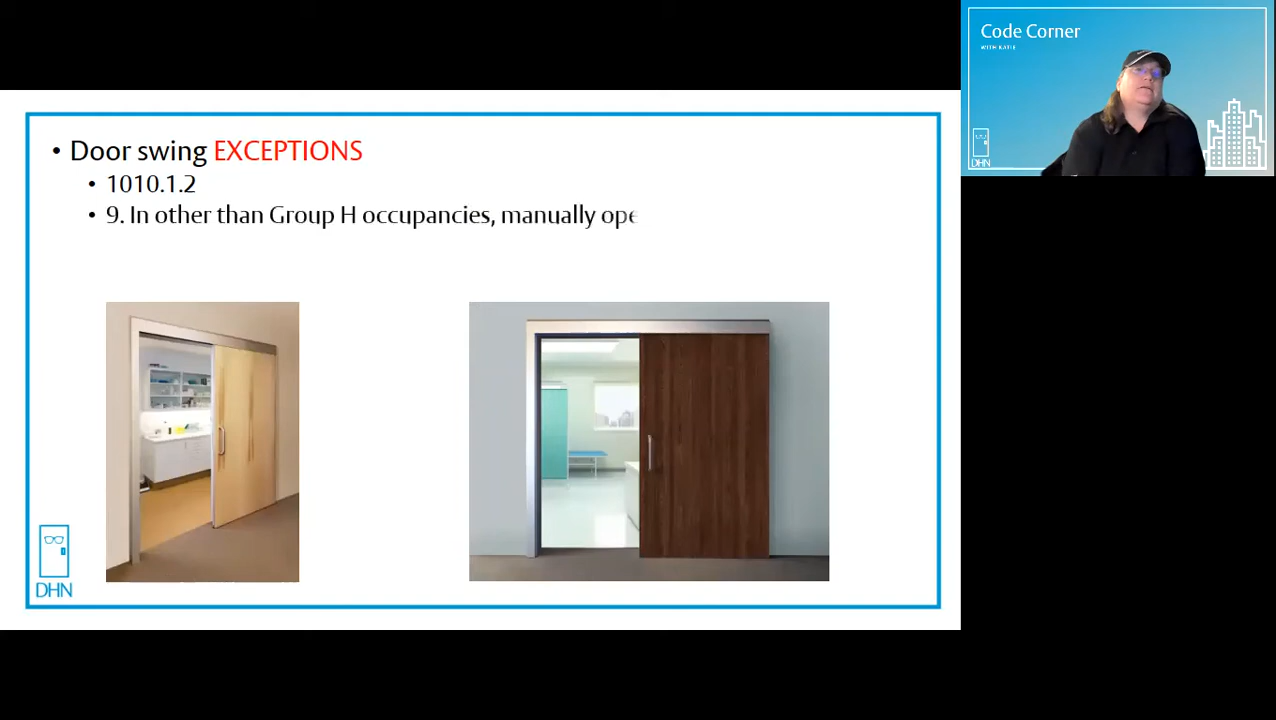 Code Corner
WITH KATIE
• Door swing EXCEPTIONS
• 1010.1.2
• 9. In other than Group H occupancies, manually ope
DHN
DHN